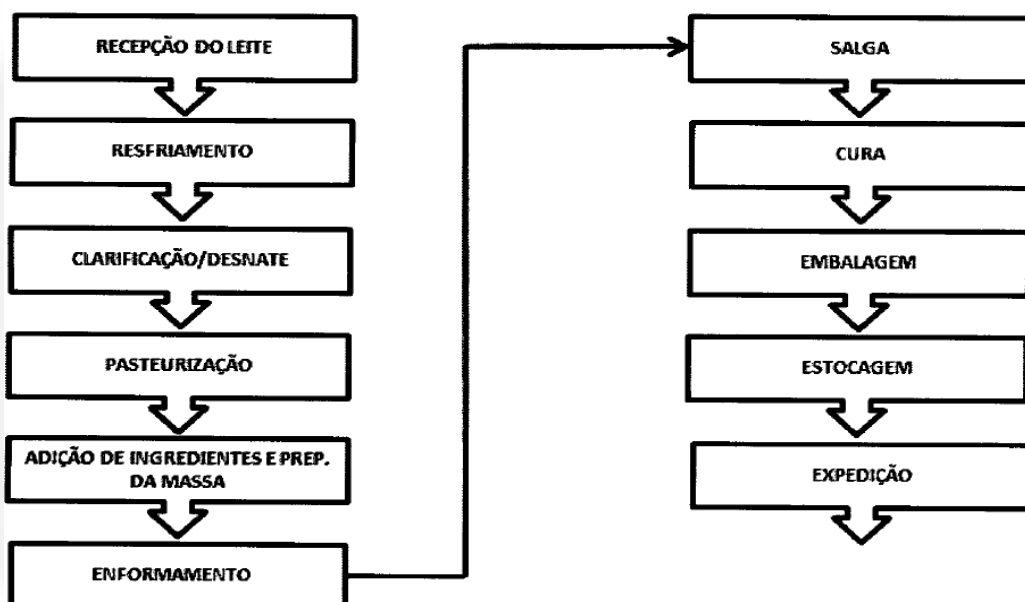 RECEPÇÃO DO LEITE
RESFRIAMENTO
CLARIFICAÇÃO/DESNATE
PASTEURIZAÇÃO
ADIÇÃO DE INGREDIENTES E PREP.
DA MASSA
ENFORMAMENTO
SALGA
CURA
EMBALAGEM
ESTOCAGEM
EXPEDIÇÃO